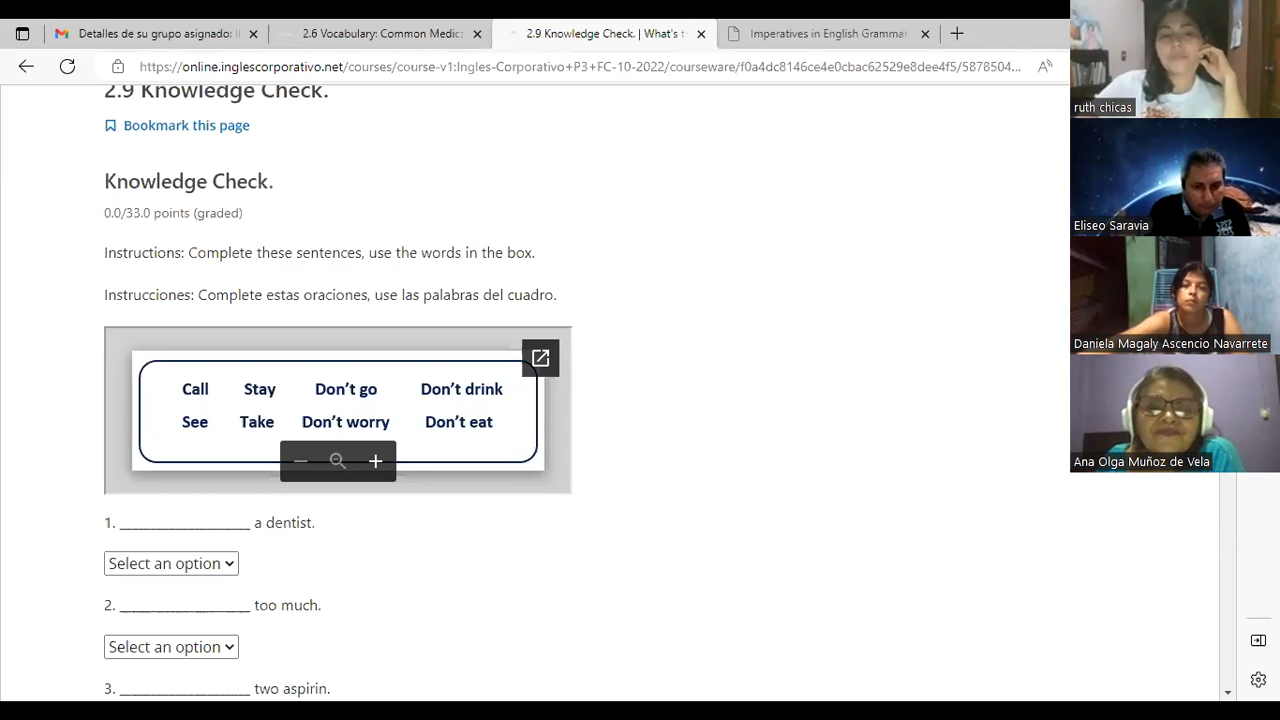 Detalles de su grupo asignado: I
2.6 Vocabulary: Common Medic
2.9 Knowledge Check. | What's t
Imperatives in English Grammar
https://online.inglescorporativo.net/courses/course-v1:Ingles-Corporativo+P3+FC-10-2022/courseware/f0a4dc8146ce4e0cbac62529e8dee4f5/5878504...
2.9 Knowledge Check.
Bookmark this page
Knowledge Check.
0.0/33.0 points (graded)
Instructions: Complete these sentences, use the words in the box.
Instrucciones: Complete estas oraciones, use las palabras del cuadro.
Call Stay Don't go Don't drink
See Take Don't worry Don't eat
1. ____________________ a dentist.
Select an option
2. ____________________ too much.
Select an option
3. ____________________ two aspirin.
ruth chicas
Eliseo Saravia
Daniela Magaly Ascencio Navarrete
Ana Olga Muñoz de Vela